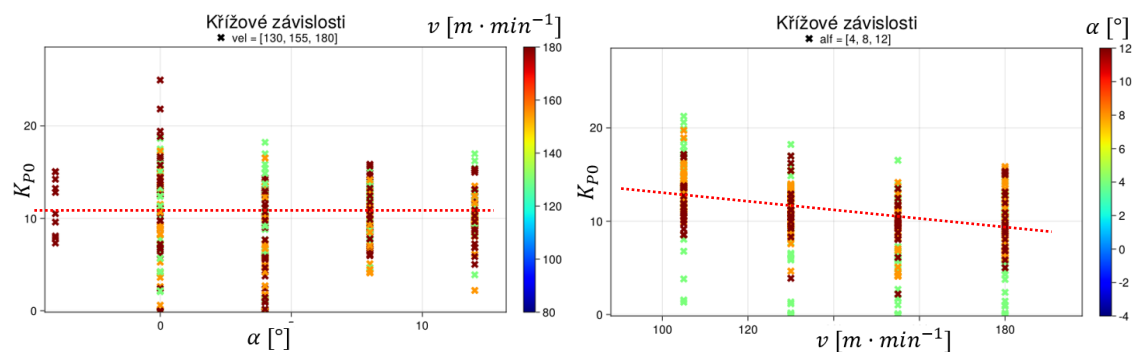 Křížové závislosti
✖ vel = [130, 155, 180]
v [m · min⁻¹]
180
160
140
120
100
80
K_P0
20
10
0
0
10
α [°]
Křížové závislosti
✖ alf = [4, 8, 12]
α [°]
12
10
8
6
4
2
0
-2
-4
K_P0
20
10
0
100
120
180
v [m · min⁻¹]